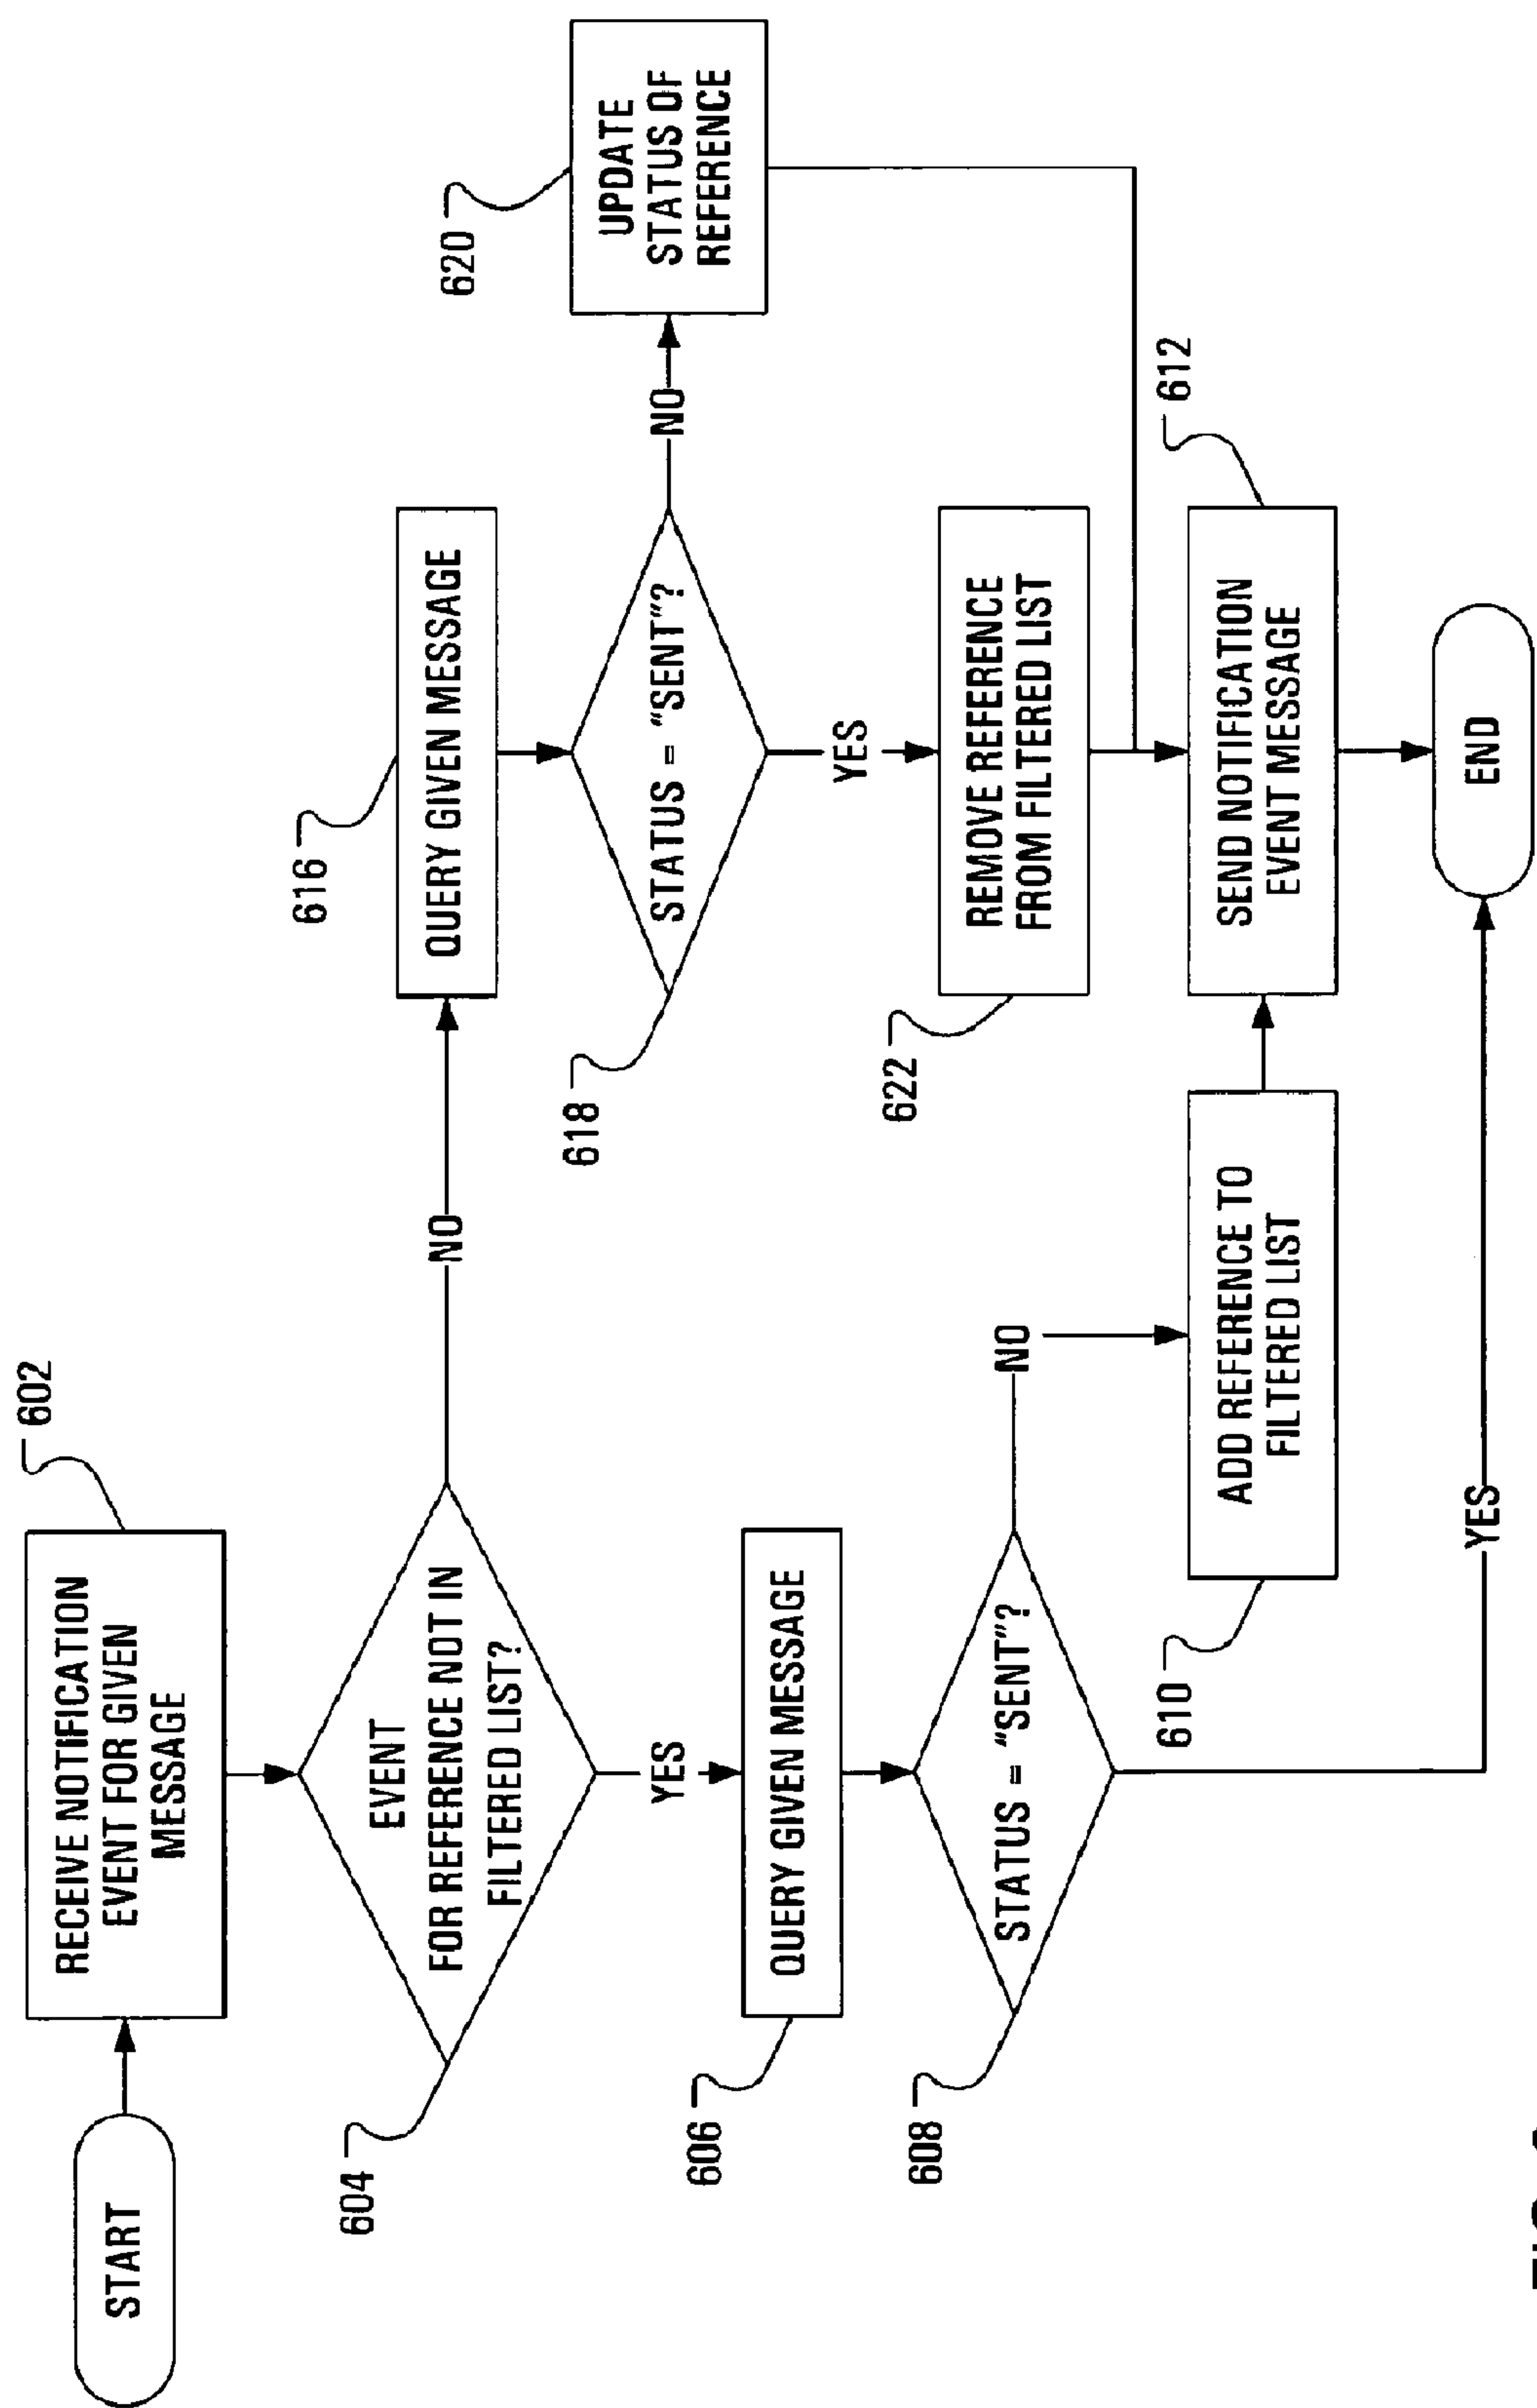 START
RECEIVE NOTIFICATION
EVENT FOR GIVEN
MESSAGE
602
EVENT
FOR REFERENCE NOT IN
FILTERED LIST?
604
NO
YES
QUERY GIVEN MESSAGE
606
STATUS = “SENT”?
608
NO
YES
ADD REFERENCE TO
FILTERED LIST
610
QUERY GIVEN MESSAGE
616
STATUS = “SENT”?
618
NO
YES
UPDATE
STATUS OF
REFERENCE
620
REMOVE REFERENCE
FROM FILTERED LIST
622
SEND NOTIFICATION
EVENT MESSAGE
612
END